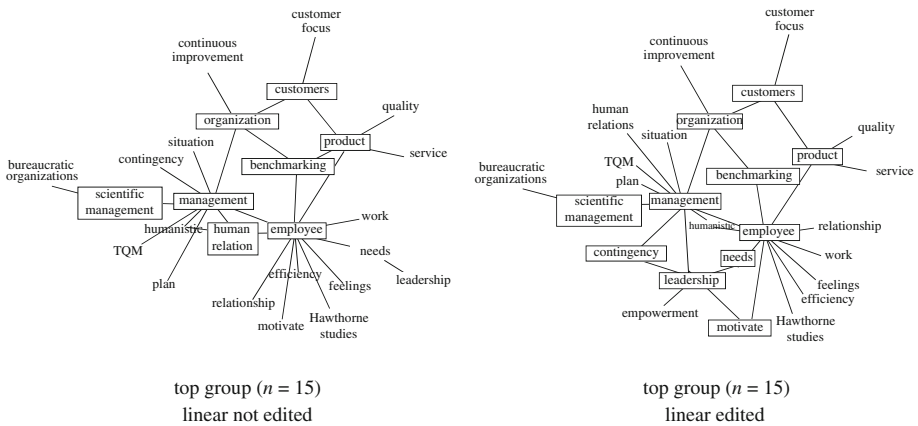 customer
focus
continuous
improvement
customers
quality
organization
situation
product
service
contingency
benchmarking
bureaucratic
organizations
scientific
management
management
work
humanistic
human
relation
employee
TQM
needs
efficiency
leadership
plan
feelings
relationship
motivate
Hawthorne
studies
top group (n = 15)
linear not edited
customer
focus
continuous
improvement
customers
human
relations
organization
situation
quality
product
TQM
benchmarking
service
bureaucratic
organizations
plan
scientific
management
management
humanistic
employee
relationship
contingency
needs
work
leadership
feelings
efficiency
empowerment
motivate
Hawthorne
studies
top group (n = 15)
linear edited